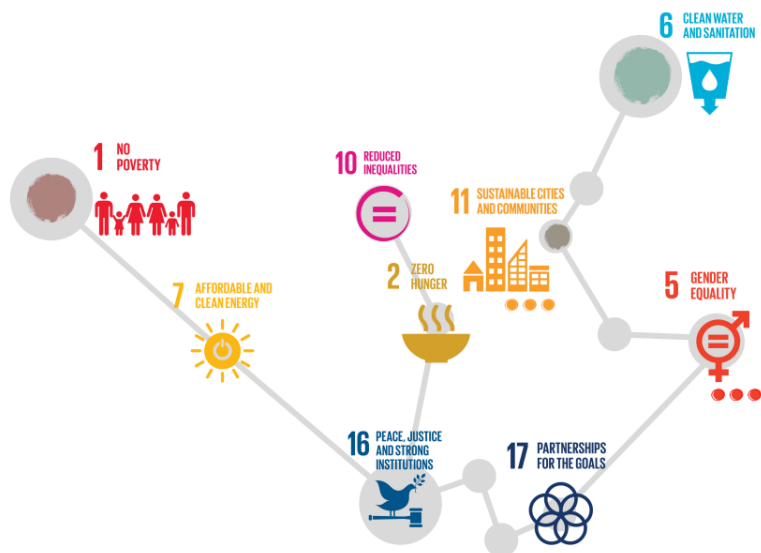 6 CLEAN WATER
AND SANITATION
1 NO
POVERTY
10 REDUCED
INEQUALITIES
11 SUSTAINABLE CITIES
AND COMMUNITIES
2 ZERO
HUNGER
7 AFFORDABLE AND
CLEAN ENERGY
5 GENDER
EQUALITY
16 PEACE, JUSTICE
AND STRONG
INSTITUTIONS
17 PARTNERSHIPS
FOR THE GOALS